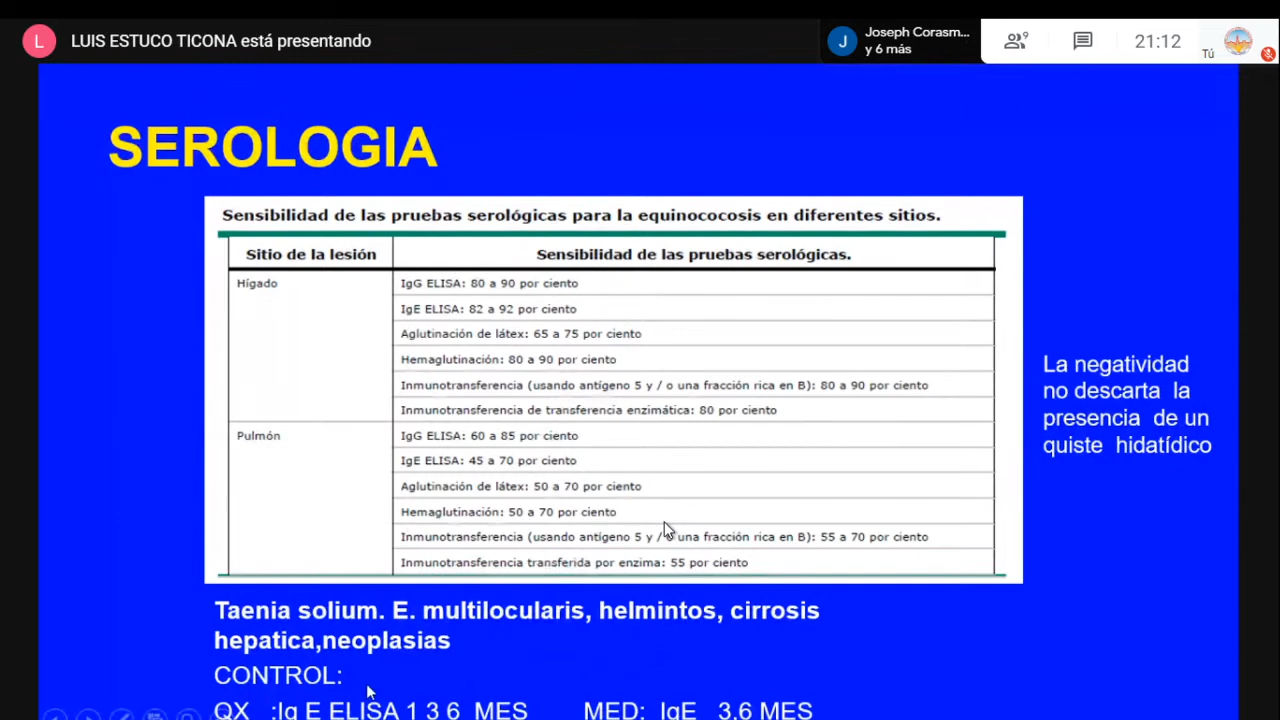 L LUIS ESTUCO TICONA está presentando
J Joseph Corasm...
y 6 más
9
21:12
Tú
SEROLOGIA
Sensibilidad de las pruebas serológicas para la equinococosis en diferentes sitios.
Sitio de la lesión Sensibilidad de las pruebas serológicas.
Hígado IgG ELISA: 80 a 90 por ciento
IgE ELISA: 82 a 92 por ciento
Aglutinación de látex: 65 a 75 por ciento
Hemaglutinación: 80 a 90 por ciento
Inmunotransferencia (usando antígeno 5 y / o una fracción rica en B): 80 a 90 por ciento
Inmunotransferencia de transferencia enzimática: 80 por ciento
Pulmón IgG ELISA: 60 a 85 por ciento
IgE ELISA: 45 a 70 por ciento
Aglutinación de látex: 50 a 70 por ciento
Hemaglutinación: 50 a 70 por ciento
Inmunotransferencia (usando antígeno 5 y / o una fracción rica en B): 55 a 70 por ciento
Inmunotransferencia transferida por enzima: 55 por ciento
La negatividad
no descarta la
presencia de un
quiste hidatídico
Taenia solium. E. multilocularis, helmintos, cirrosis
hepatica,neoplasias
CONTROL:
QX :Ig E ELISA 1 3 6 MES MED: IgE 3.6 MES